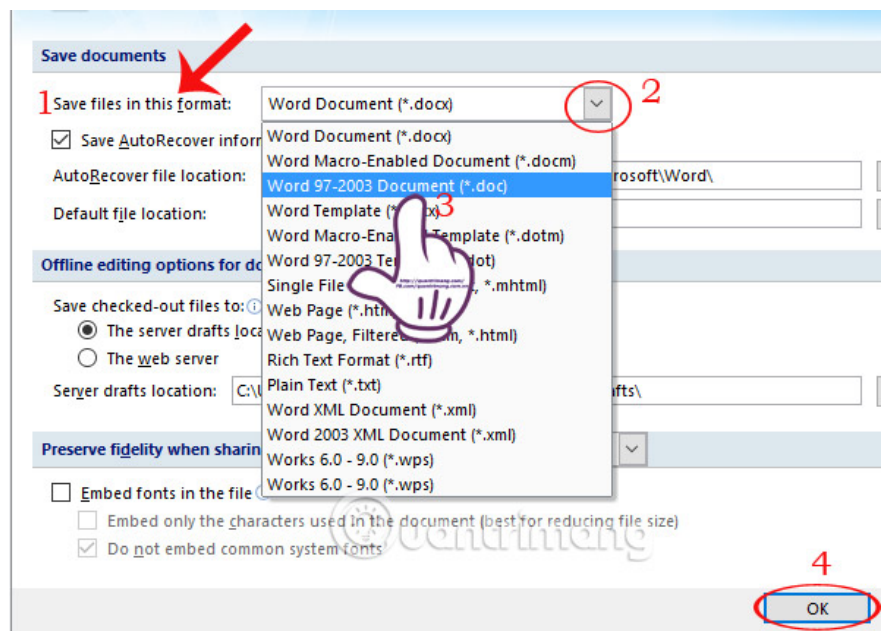 Save documents
1 Save files in this format: Word Document (*.docx) 2
Save AutoRecover infor
AutoRecover file location: rosoft\Word\
Default file location:
Word Document (*.docx)
Word Macro-Enabled Document (*.docm)
Word 97-2003 Document (*.doc)
3
Word Template (* x)
Word Macro-Ena Template (*.dotm)
Word 97-2003 Te dot)
Single File , *.mhtml)
http://quantrimang.com/
Web Page (*.htm
Web Page, Filtered m, *.html)
Rich Text Format (*.rtf)
Plain Text (*.txt)
Word XML Document (*.xml)
Word 2003 XML Document (*.xml)
Works 6.0 - 9.0 (*.wps)
Works 6.0 - 9.0 (*.wps)
Offline editing options for do
Save checked-out files to:
The server drafts loca
The web server
Server drafts location: C:\U fts\
Preserve fidelity when sharin
Embed fonts in the file
Embed only the characters used in the document (best for reducing file size)
Do not embed common system fonts
Quantrimang
4
OK